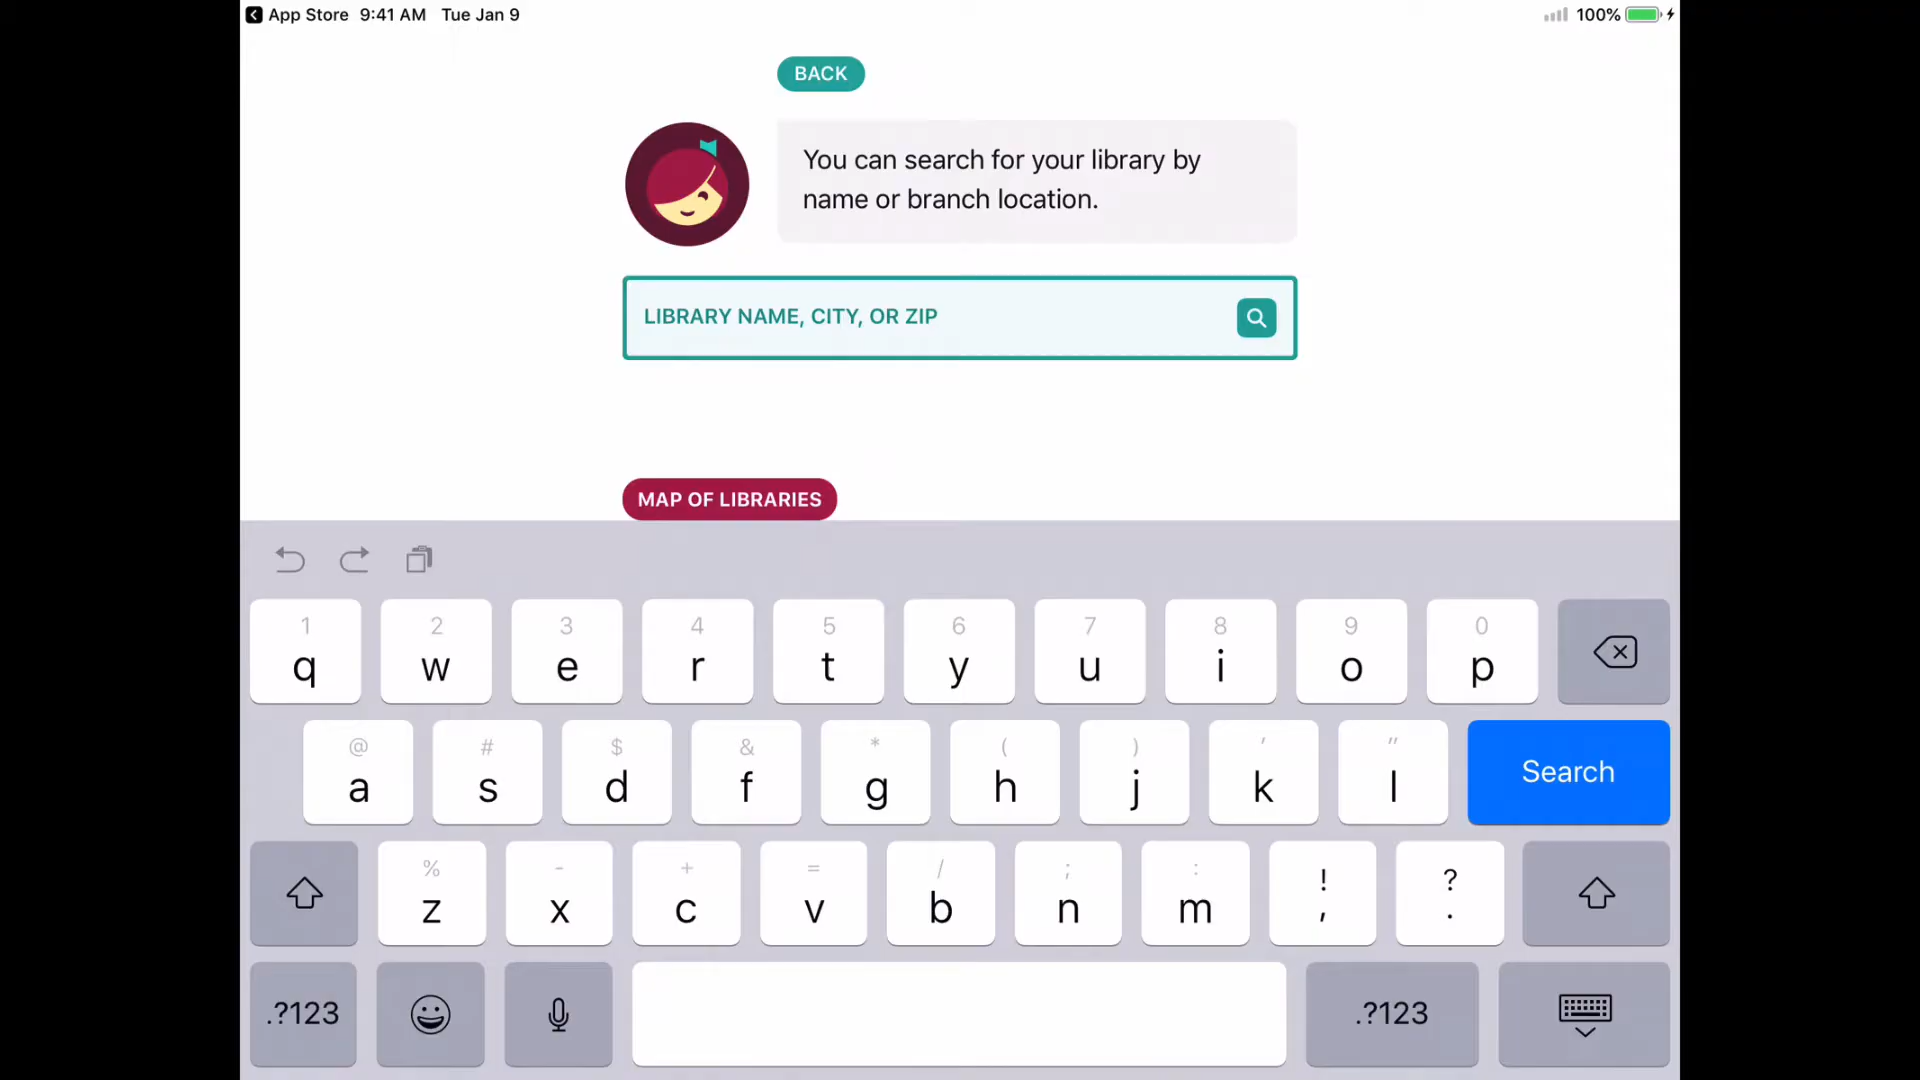 App Store 9:41 AM Tue Jan 9 100%
BACK
You can search for your library by
name or branch location.
LIBRARY NAME, CITY, OR ZIP
MAP OF LIBRARIES
1 2 3 4 5 6 7 8 9 0
q w e r t y u i o p
@ # $ & * ( ) ' "
a s d f g h j k l Search
% - + = / ; : ! ?
z x c v b n m , .
.?123 .?123